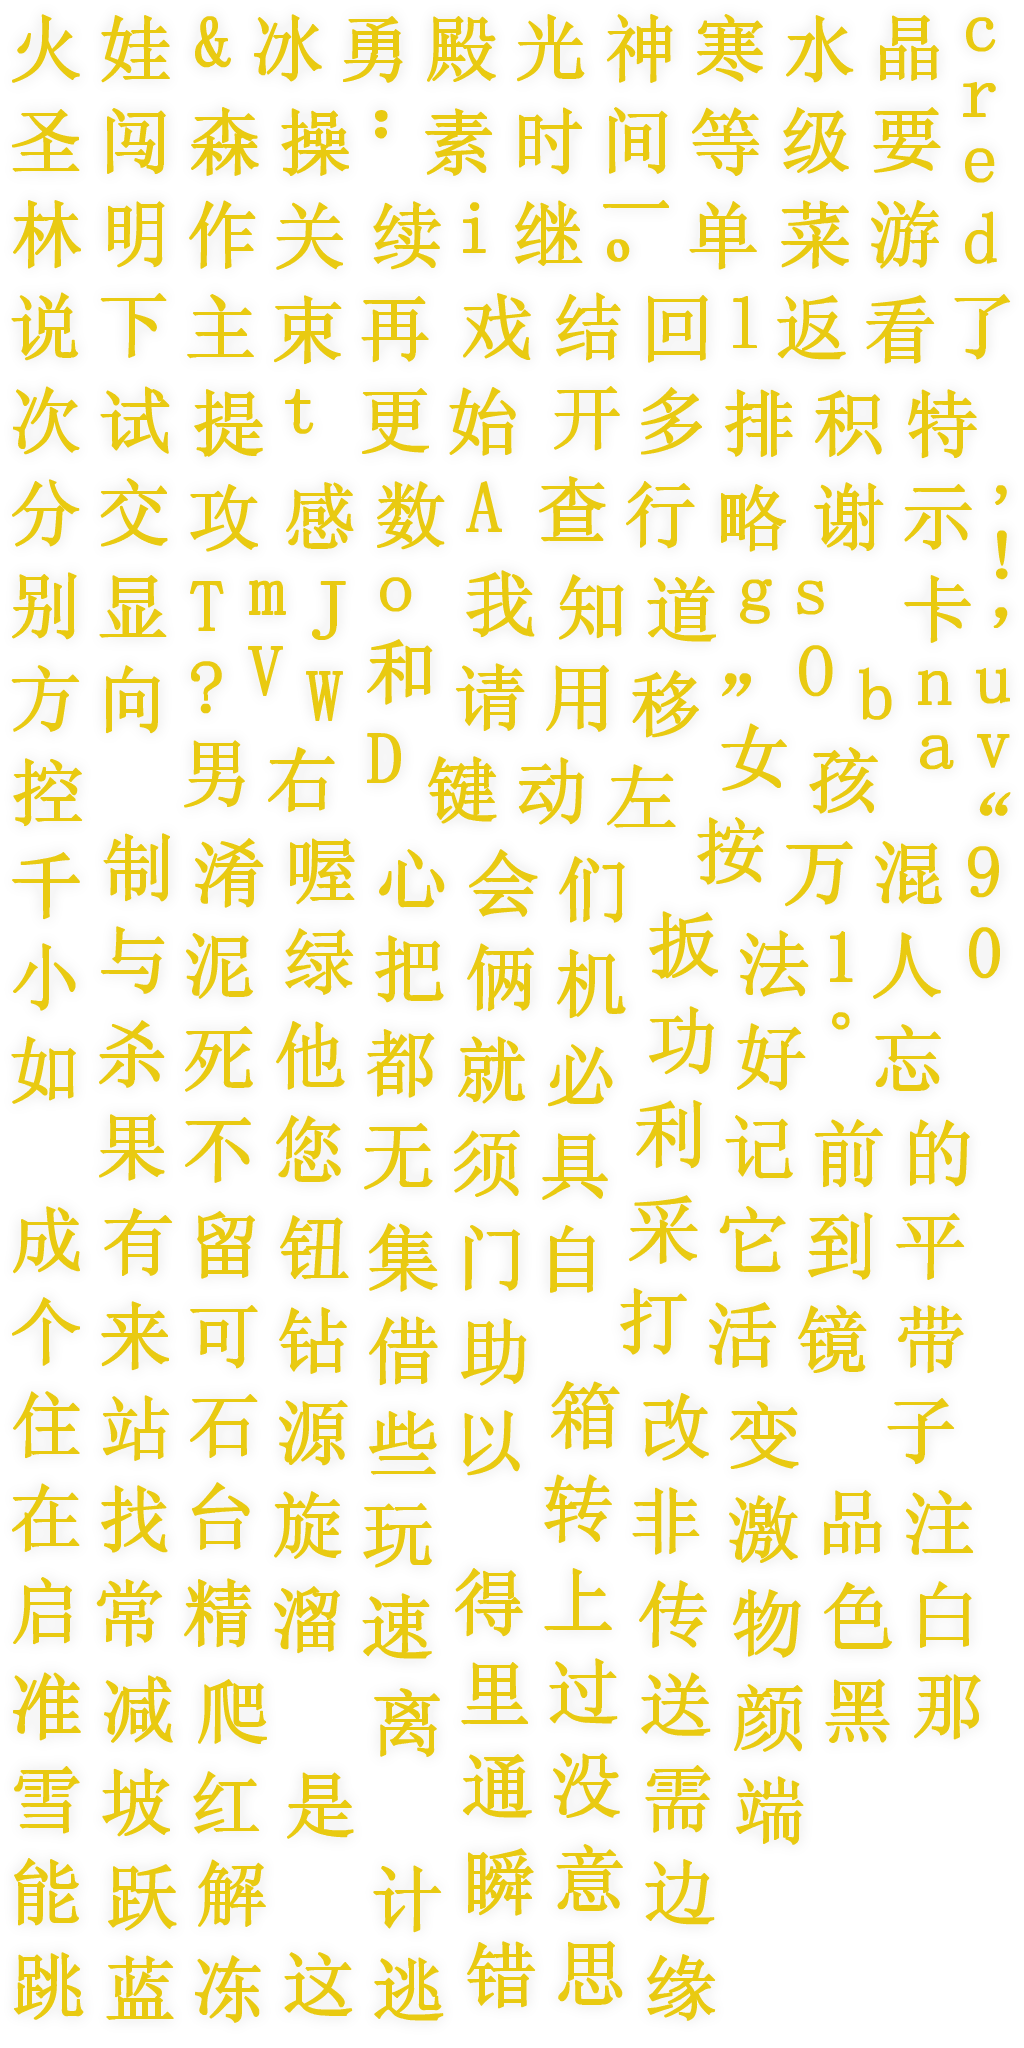 火娃&冰勇殿光神寒水晶c
r
圣闯森操:素时间等级要e
林明作关续i继一。单菜游d
说下主束再戏结回l返看了
次试提t更始开多排积特
分交攻感数A查行略谢示,
!
别显TmJo我知道gs卡，
方向?VW和请用移”Obnu
控男右D键动左女孩av
“
千制淆喔心会们按万混9
小与泥绿把俩机扳法1人0
如杀死他都就必功好°忘
果不您无须具利记前的
成有留钮集门自采它到平
个来可钻借助打活镜带
住站石源些以箱改变子
在找台旋玩转非激品注
启常精溜速得上传物色白
准减爬离里过送颜黑那
雪坡红是通没需端
能跃解计瞬意边
跳蓝冻这逃错思缘